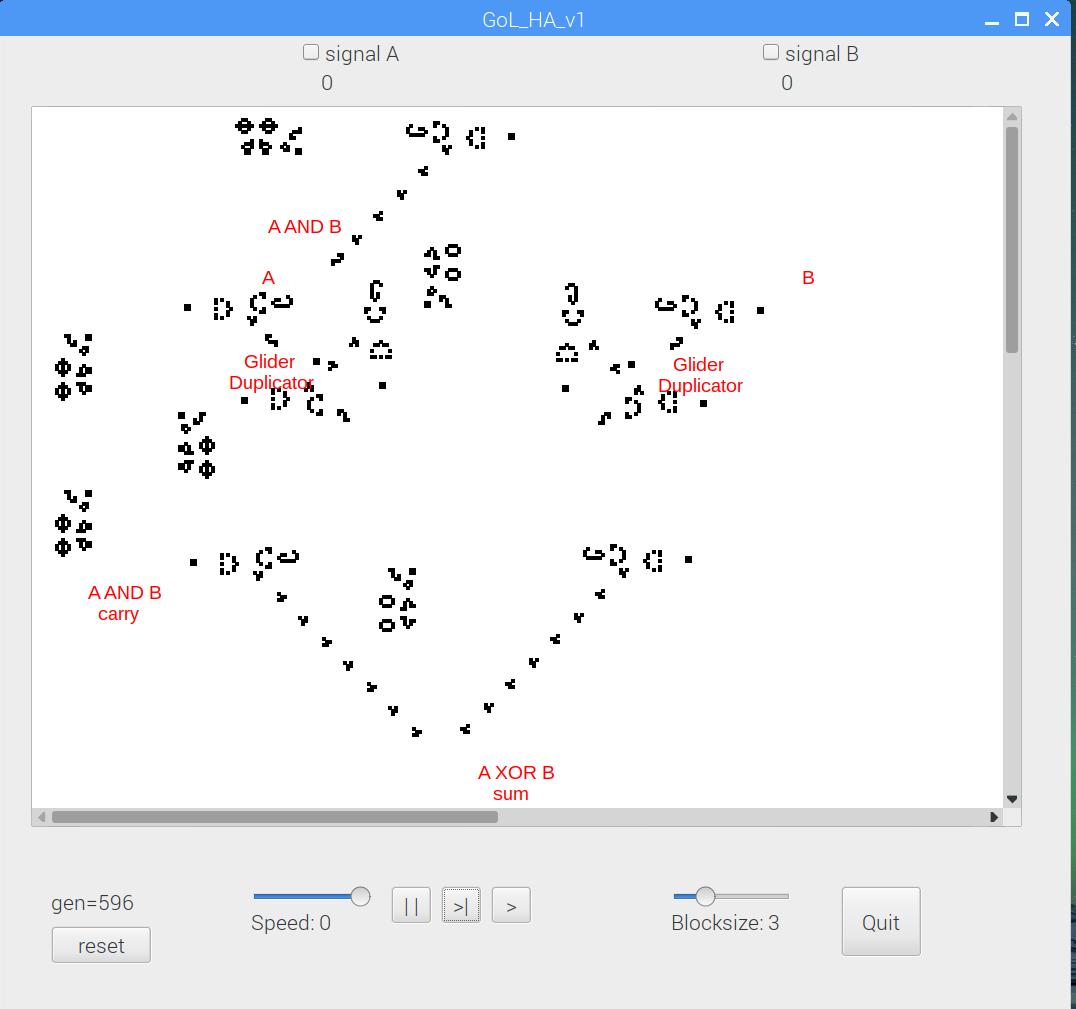 GoL_HA_v1
signal A
signal B
0
0
A AND B
A
B
Glider
Duplicator
Glider
Duplicator
A AND B
carry
A XOR B
sum
gen=596
reset
Speed: 0
||
>|
>
Blocksize: 3
Quit